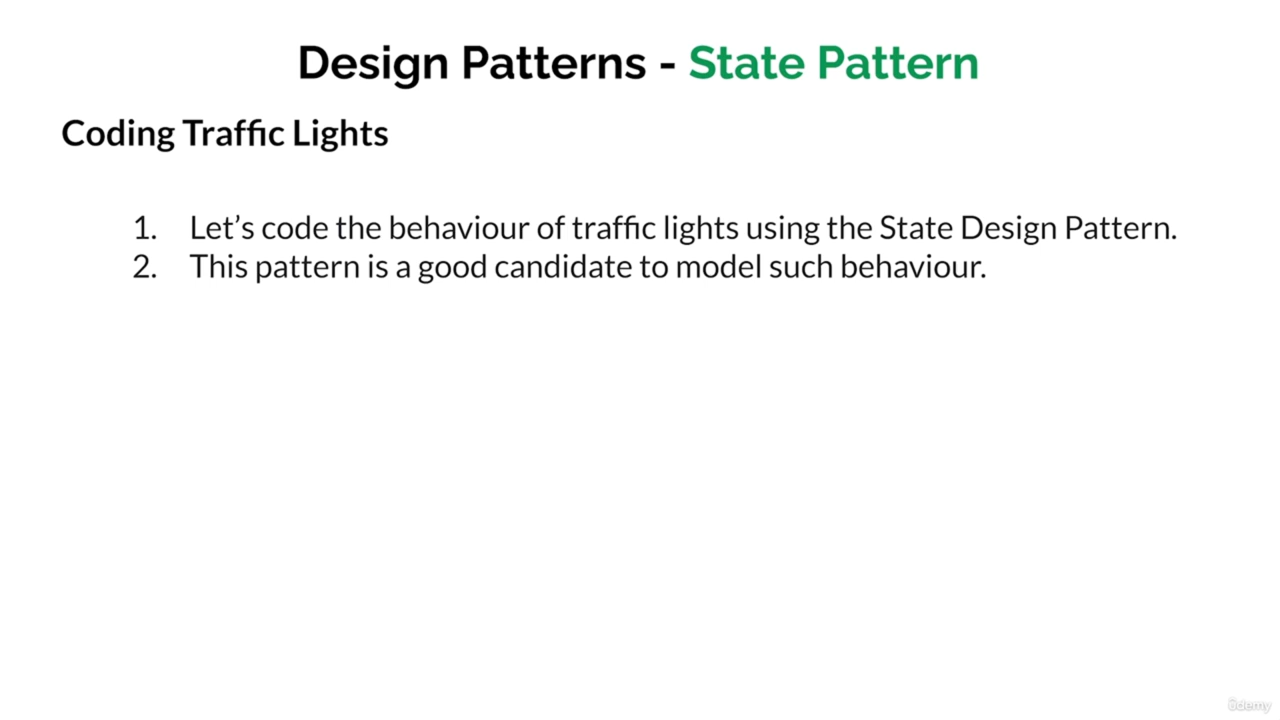 Design Patterns - State Pattern
Coding Traffic Lights
1. Let’s code the behaviour of traffic lights using the State Design Pattern.
2. This pattern is a good candidate to model such behaviour.
ûdemy